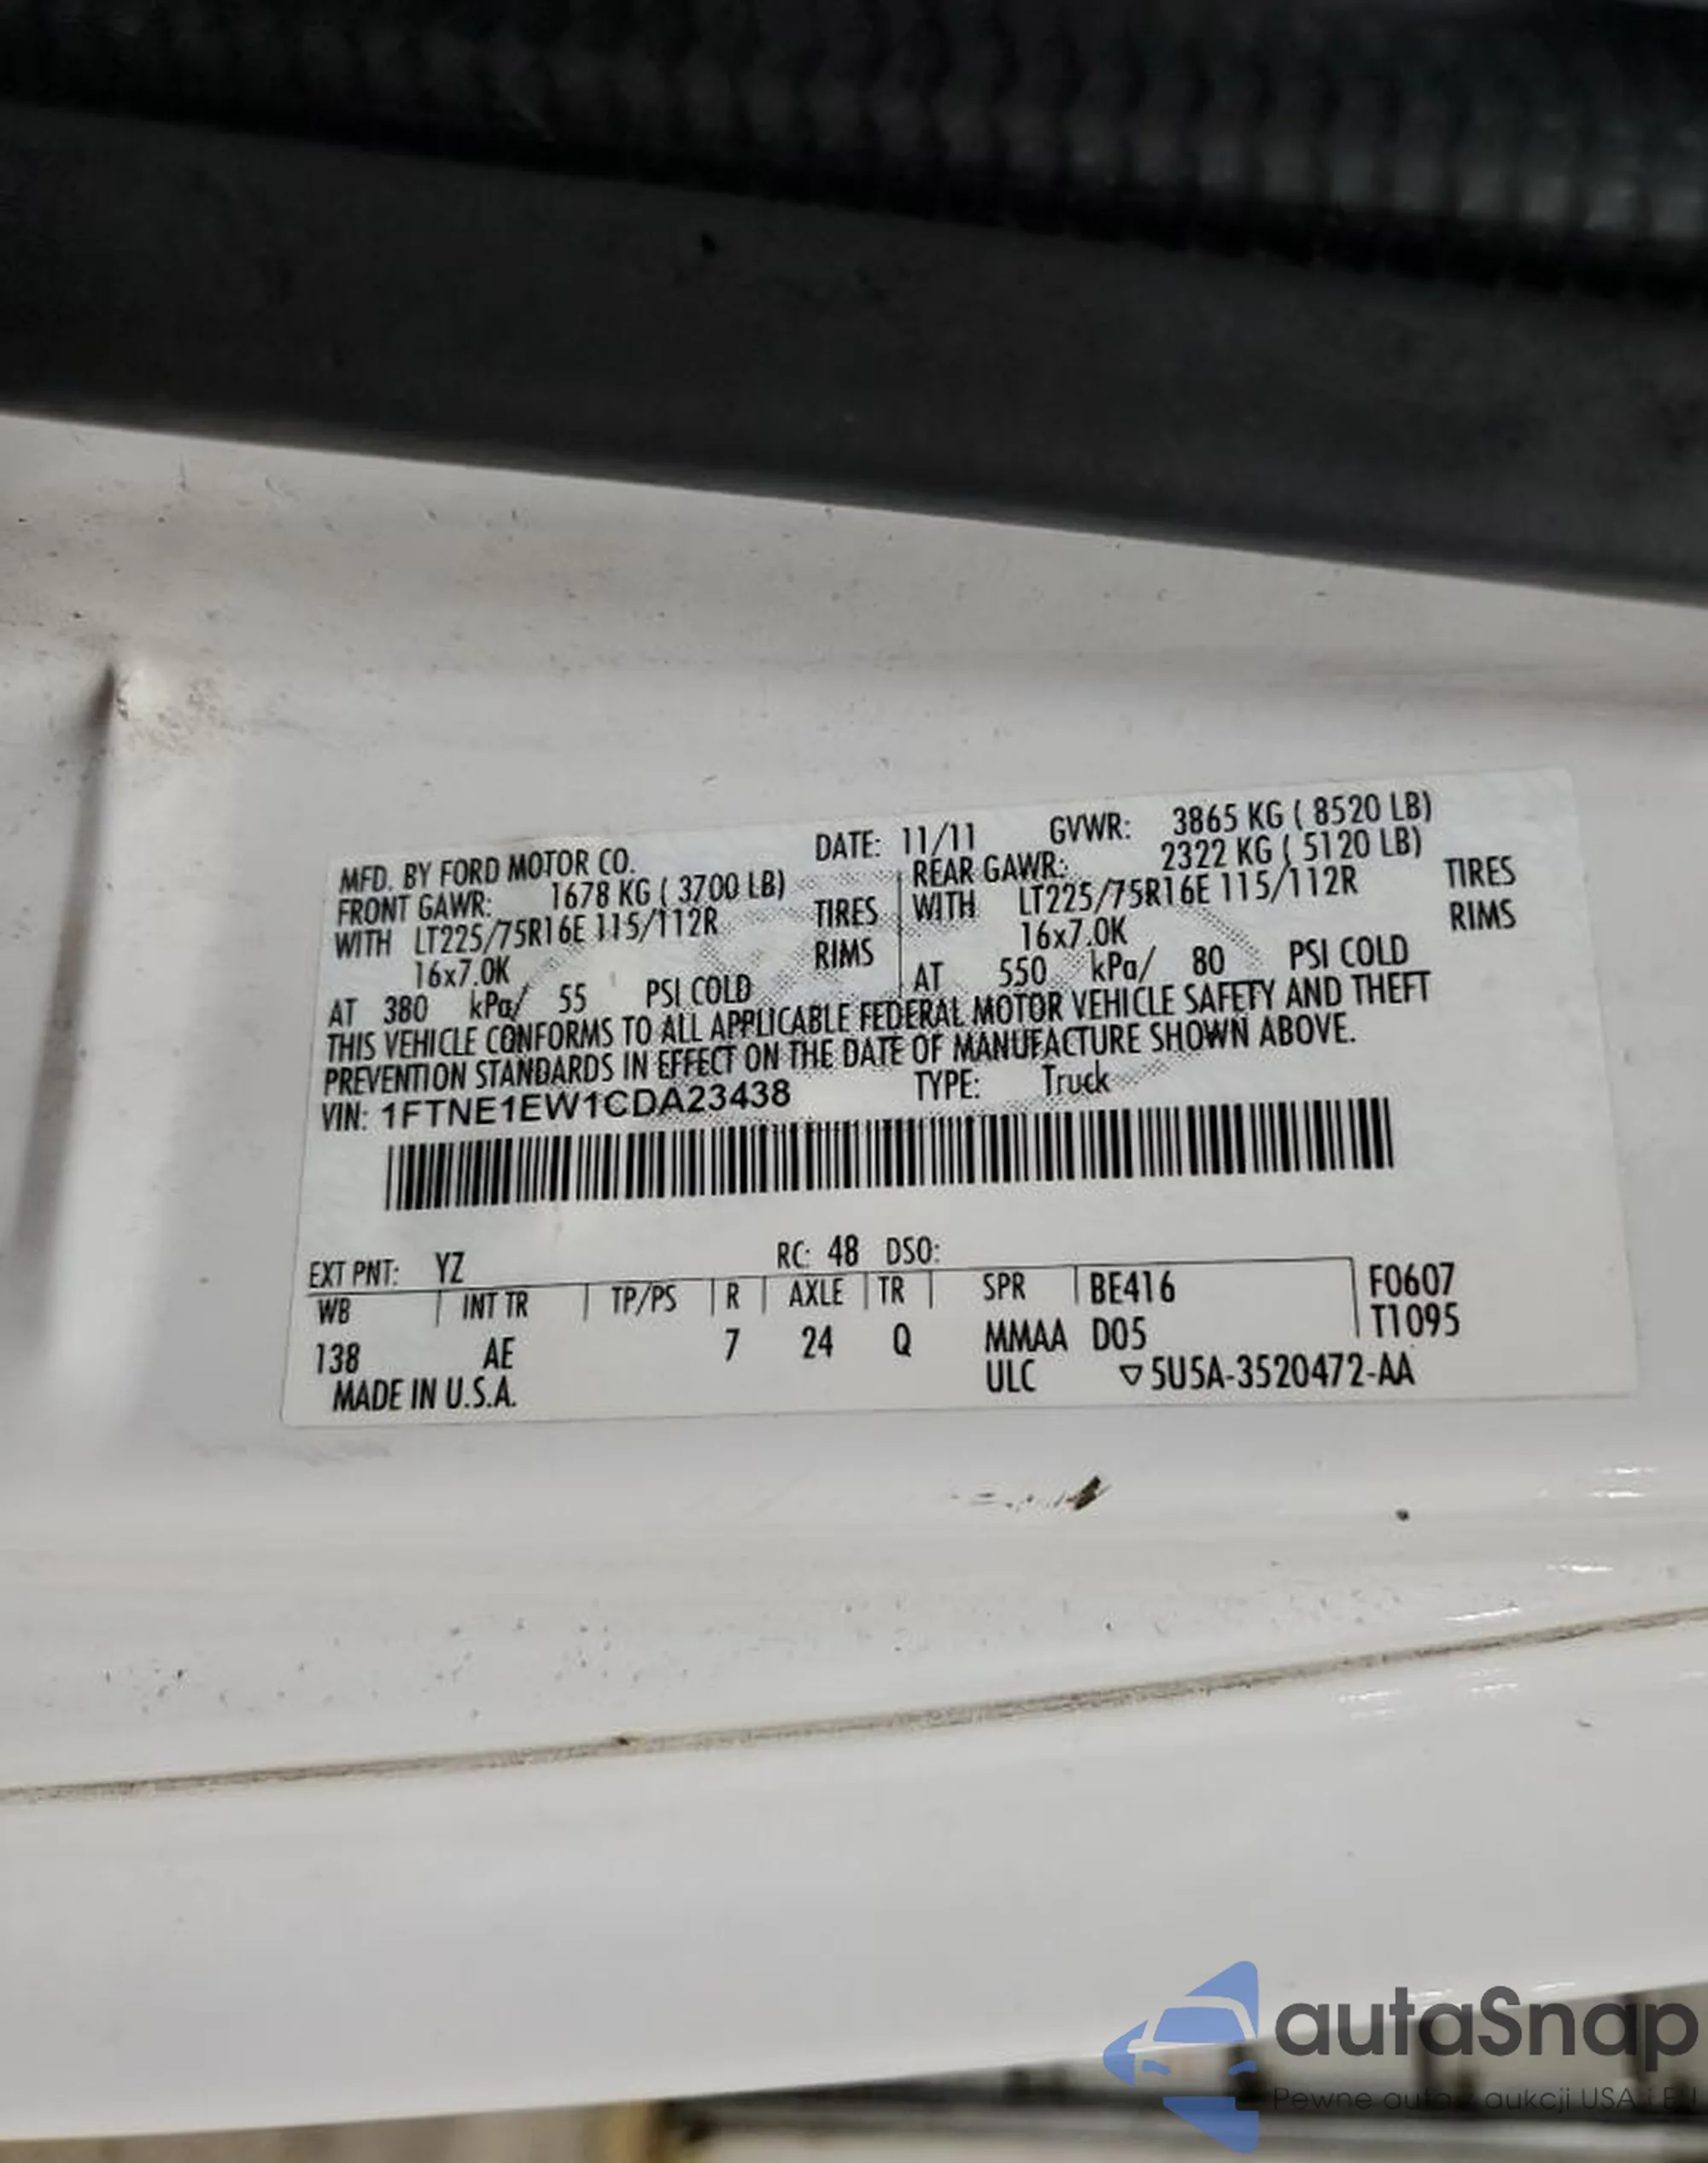 MFD. BY FORD MOTOR CO. DATE: 11/11 GVWR: 3865 KG ( 8520 LB)
FRONT GAWR: 1678 KG ( 3700 LB) REAR GAWR: 2322 KG ( 5120 LB)
WITH LT225/75R16E 115/112R TIRES WITH LT225/75R16E 115/112R TIRES
16x7.0K RIMS 16x7.0K RIMS
AT 380 kPa/ 55 PSI COLD AT 550 kPa/ 80 PSI COLD
THIS VEHICLE CONFORMS TO ALL APPLICABLE FEDERAL MOTOR VEHICLE SAFETY AND THEFT
PREVENTION STANDARDS IN EFFECT ON THE DATE OF MANUFACTURE SHOWN ABOVE.
VIN: 1FTNE1EW1CDA23438 TYPE: Truck
EXT PNT: YZ RC: 48 DSO:
WB INT TR TP/PS R AXLE TR SPR BE416 F0607
138 AE 7 24 Q MMAA D05 T1095
MADE IN U.S.A. ULC ▽5U5A-3520472-AA
autaSnap
Pewne auta z aukcji USA i EU